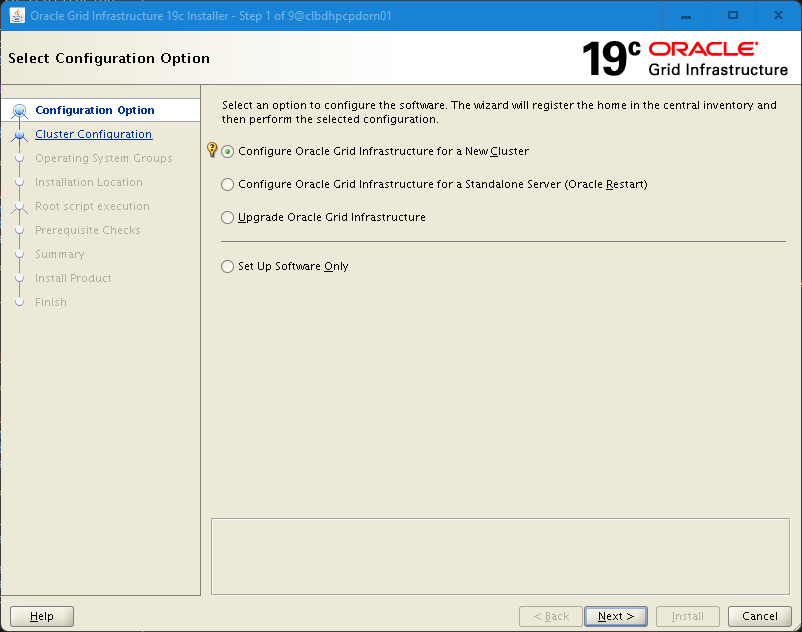 Oracle Grid Infrastructure 19c Installer - Step 1 of 9@clbdhpcpdom01
Select Configuration Option
19c ORACLE
Grid Infrastructure
Configuration Option
Cluster Configuration
Operating System Groups
Installation Location
Root script execution
Prerequisite Checks
Summary
Install Product
Finish
Select an option to configure the software. The wizard will register the home in the central inventory and
then perform the selected configuration.
Configure Oracle Grid Infrastructure for a New Cluster
Configure Oracle Grid Infrastructure for a Standalone Server (Oracle Restart)
Upgrade Oracle Grid Infrastructure
Set Up Software Only
Help
< Back
Next >
Install
Cancel